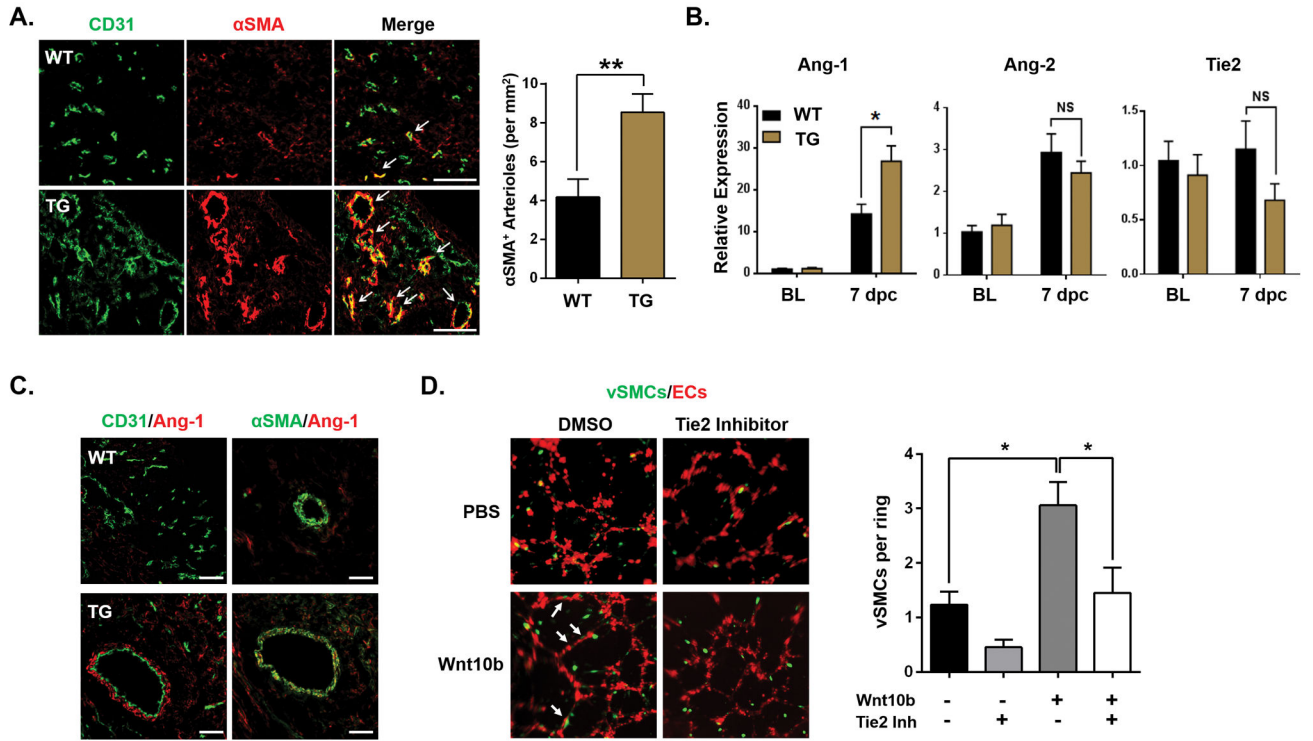 A.
CD31 αSMA Merge
WT
TG
αSMA⁺ Arterioles (per mm²)
10
8
6
4
2
0
**
WT TG
B.
Ang-1 Ang-2 Tie2
Relative Expression
40
30
20
10
0
WT
TG
*
BL 7 dpc
4
3
2
1
0
NS
BL 7 dpc
1.5
1.0
0.5
0.0
NS
BL 7 dpc
C.
CD31/Ang-1 αSMA/Ang-1
WT
TG
D.
vSMCs/ECs
DMSO Tie2 Inhibitor
PBS
Wnt10b
vSMCs per ring
4
3
2
1
0
* *
Wnt10b - - + +
Tie2 Inh - + - +